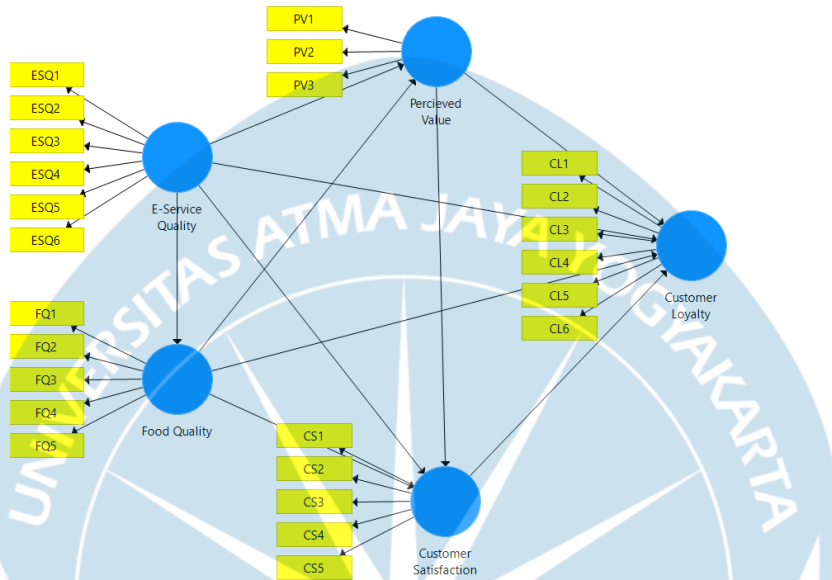 PV1
PV2
PV3
Percieved
Value
ESQ1
ESQ2
ESQ3
ESQ4
ESQ5
ESQ6
E-Service
Quality
CL1
CL2
CL3
CL4
CL5
CL6
Customer
Loyalty
FQ1
FQ2
FQ3
FQ4
FQ5
Food Quality
CS1
CS2
CS3
CS4
CS5
Customer
Satisfaction
UNIVERSITAS ATMA JAYA YOGYAKARTA